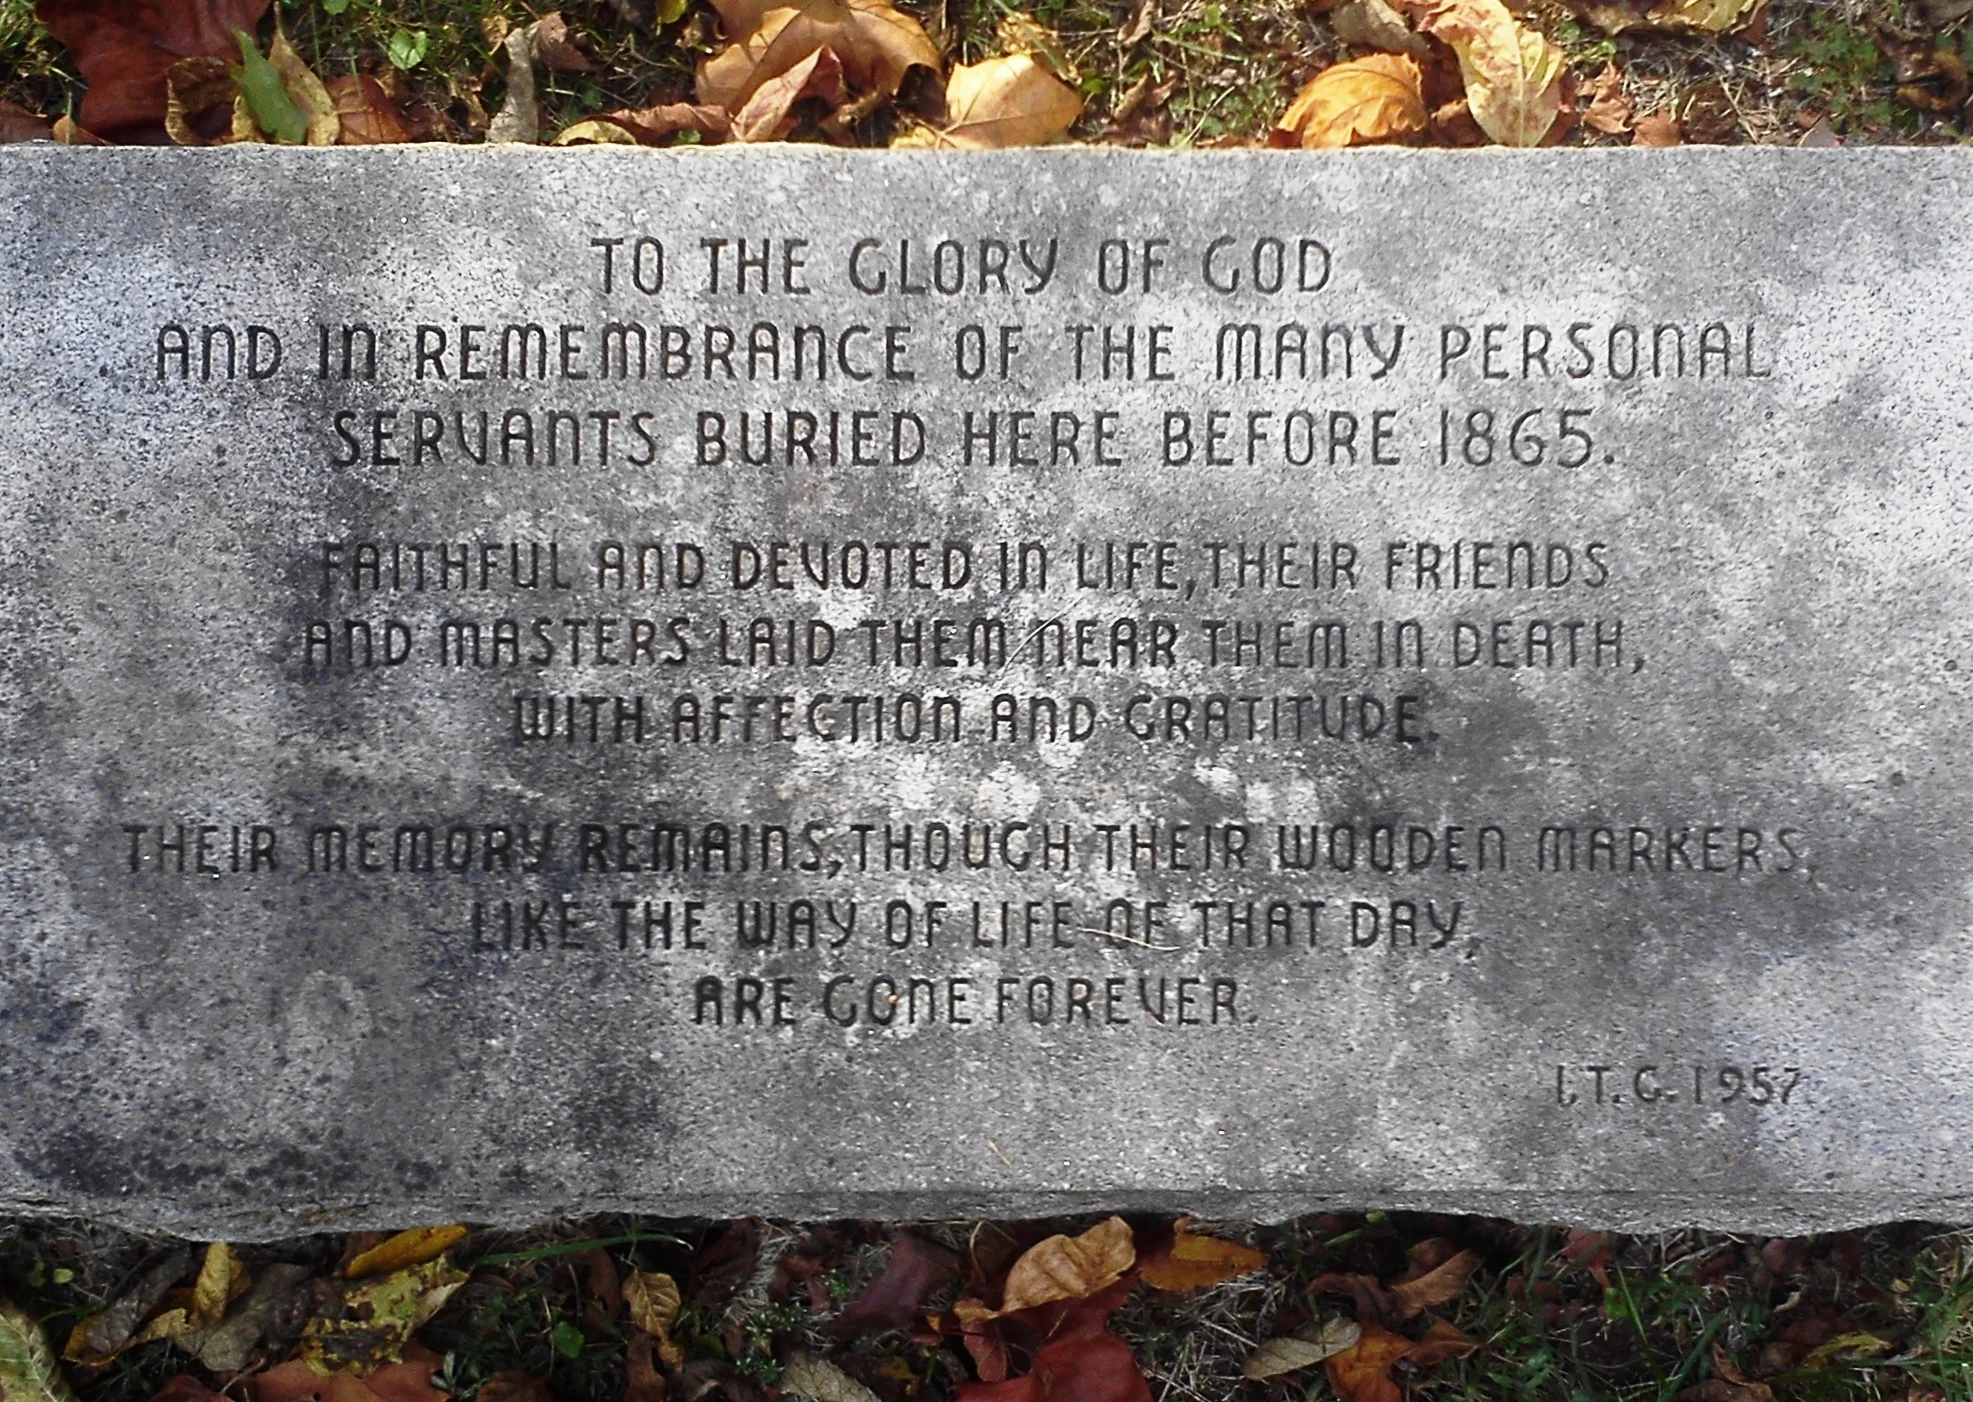 TO THE GLORY OF GOD
AND IN REMEMBRANCE OF THE MANY PERSONAL
SERVANTS BURIED HERE BEFORE 1865.
FAITHFUL AND DEVOTED IN LIFE, THEIR FRIENDS
AND MASTERS LAID THEM NEAR THEM IN DEATH,
WITH AFFECTION AND GRATITUDE.
THEIR MEMORY REMAINS, THOUGH THEIR WOODEN MARKERS,
LIKE THE WAY OF LIFE OF THAT DAY,
ARE GONE FOREVER.
I.T.G. 1957